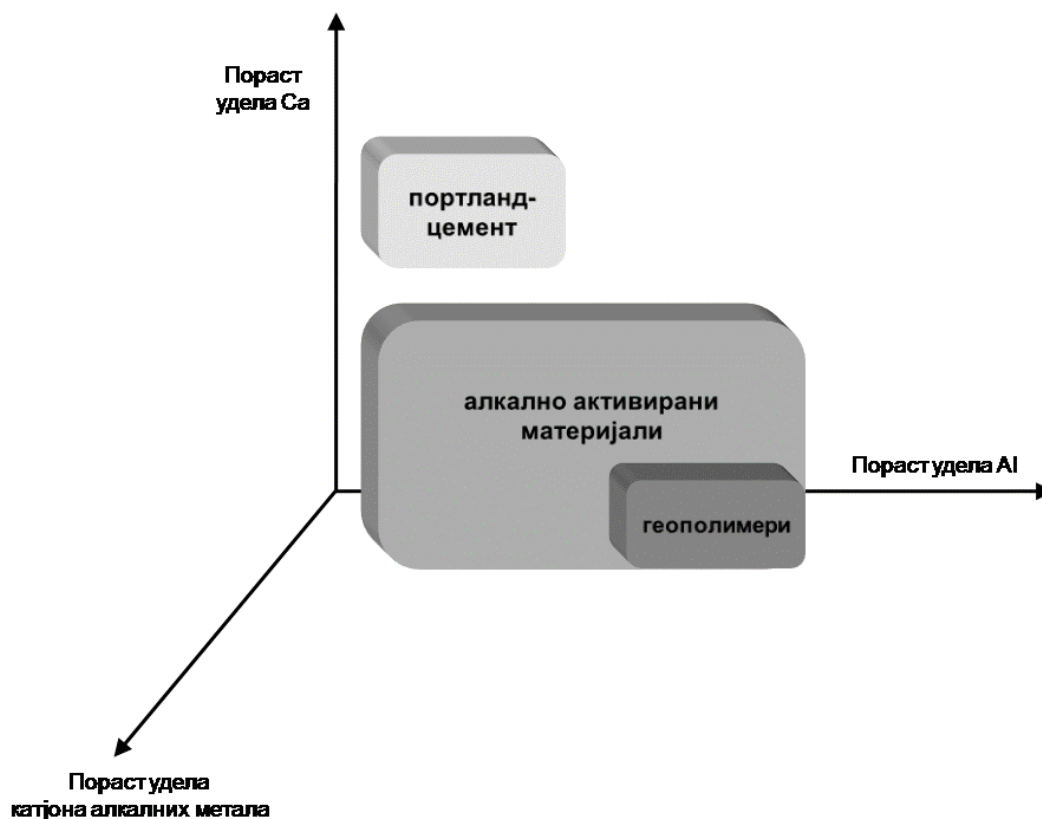 Пораст
удела Ca
портланд-
цемент
алкално активирани
материјали
Пораст удела Al
геополимери
Пораст удела
катјона алкалних метала